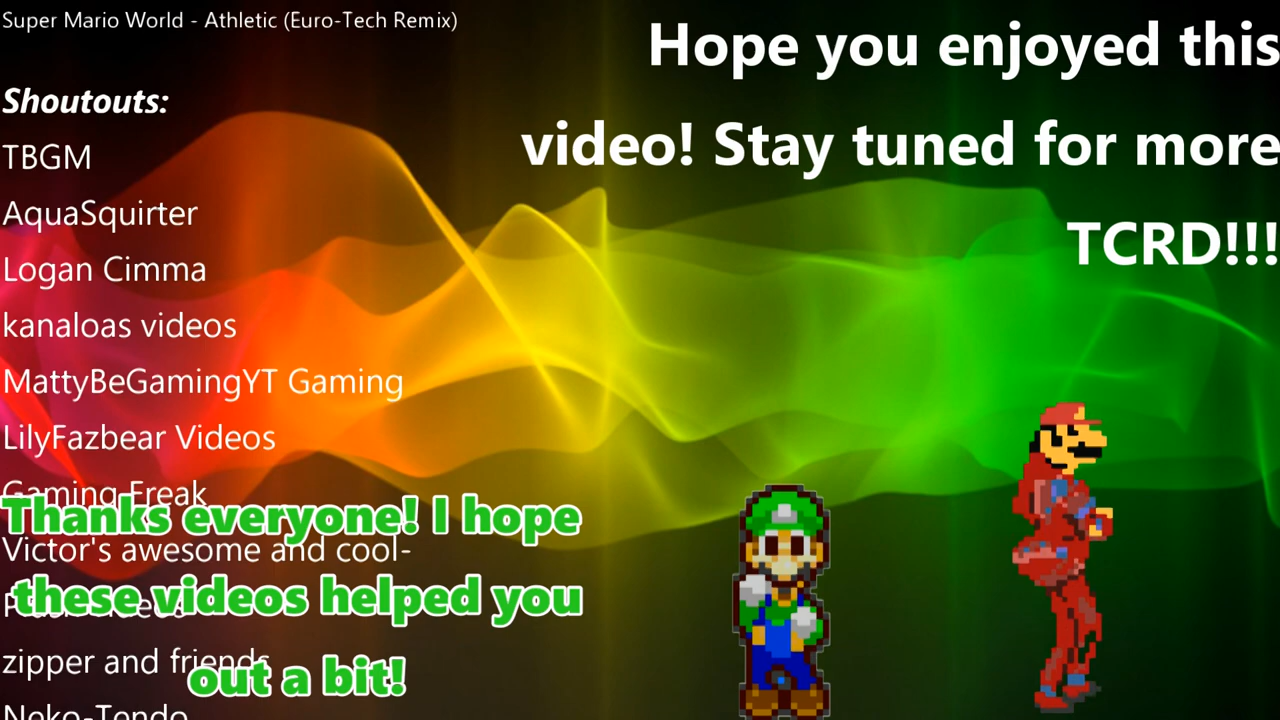 Super Mario World - Athletic (Euro-Tech Remix)
Hope you enjoyed this
video! Stay tuned for more
TCRD!!!
Shoutouts:
TBGM
AquaSquirter
Logan Cimma
kanaloas videos
MattyBeGamingYT Gaming
LilyFazbear Videos
Gaming Freak
Victor's awesome and cool-
zipper and friends
Neko-Tendo
Thanks everyone! I hope
these videos helped you
out a bit!